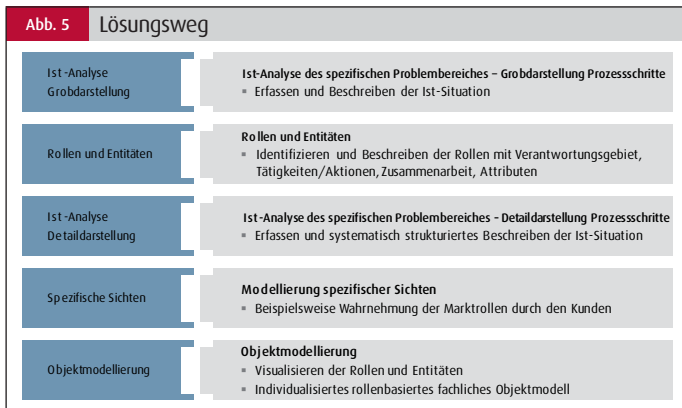 Abb. 5 Lösungsweg
Ist-Analyse
Grobdarstellung
Ist-Analyse des spezifischen Problembereiches – Grobdarstellung Prozessschritte
▪ Erfassen und Beschreiben der Ist-Situation
Rollen und Entitäten
Rollen und Entitäten
▪ Identifizieren und Beschreiben der Rollen mit Verantwortungsgebiet,
Tätigkeiten/Aktionen, Zusammenarbeit, Attributen
Ist-Analyse
Detaildarstellung
Ist-Analyse des spezifischen Problembereiches - Detaildarstellung Prozessschritte
▪ Erfassen und systematisch strukturiertes Beschreiben der Ist-Situation
Spezifische Sichten
Modellierung spezifischer Sichten
▪ Beispielsweise Wahrnehmung der Marktrollen durch den Kunden
Objektmodellierung
Objektmodellierung
▪ Visualisieren der Rollen und Entitäten
▪ Individualisiertes rollenbasiertes fachliches Objektmodell